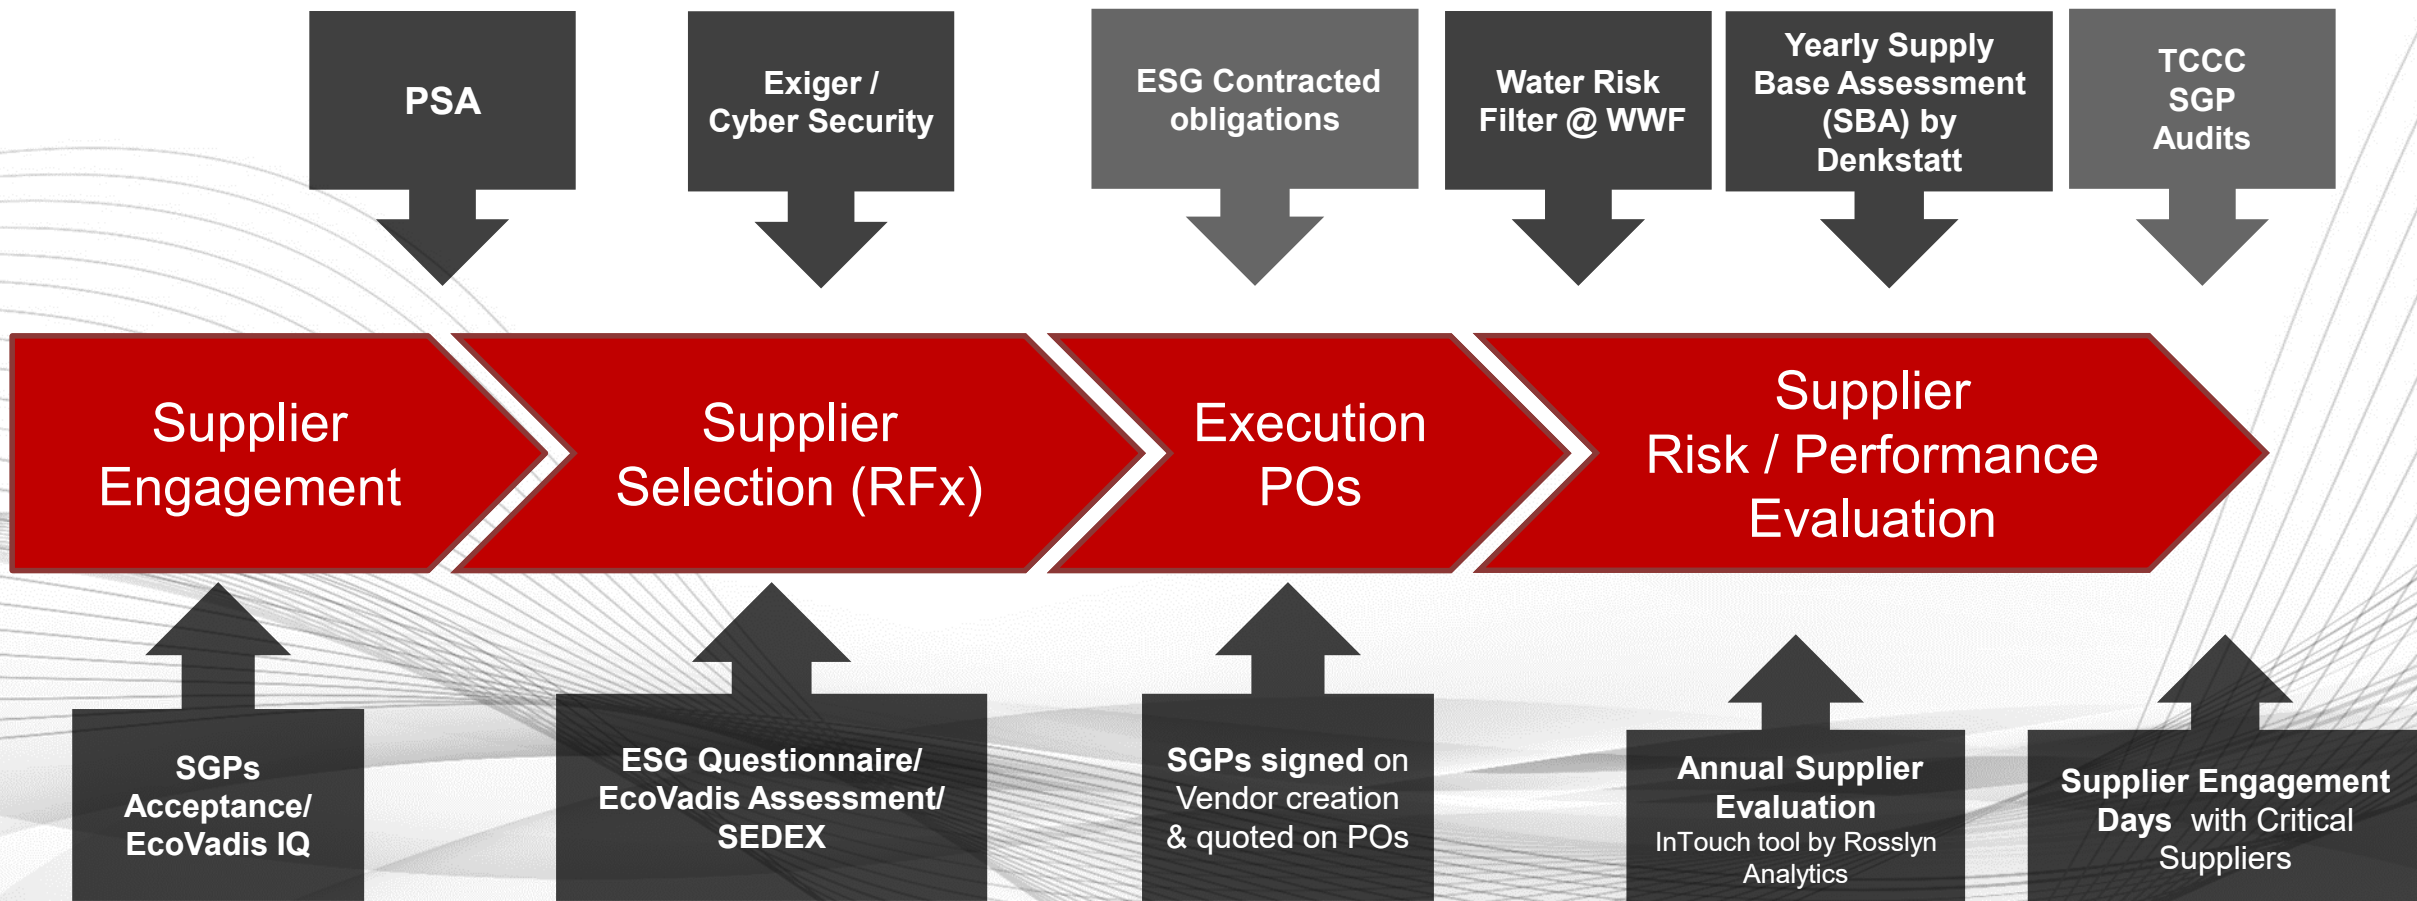 PSA
Exiger /
Cyber Security
ESG Contracted
obligations
Water Risk
Filter @ WWF
Yearly Supply
Base Assessment
(SBA) by
Denkstatt
TCCC
SGP
Audits
Supplier
Engagement
Supplier
Selection (RFx)
Execution
POs
Supplier
Risk / Performance
Evaluation
SGPs
Acceptance/
EcoVadis IQ
ESG Questionnaire/
EcoVadis Assessment/
SEDEX
SGPs signed on
Vendor creation
& quoted on POs
Annual Supplier
Evaluation
InTouch tool by Rosslyn
Analytics
Supplier Engagement
Days with Critical
Suppliers